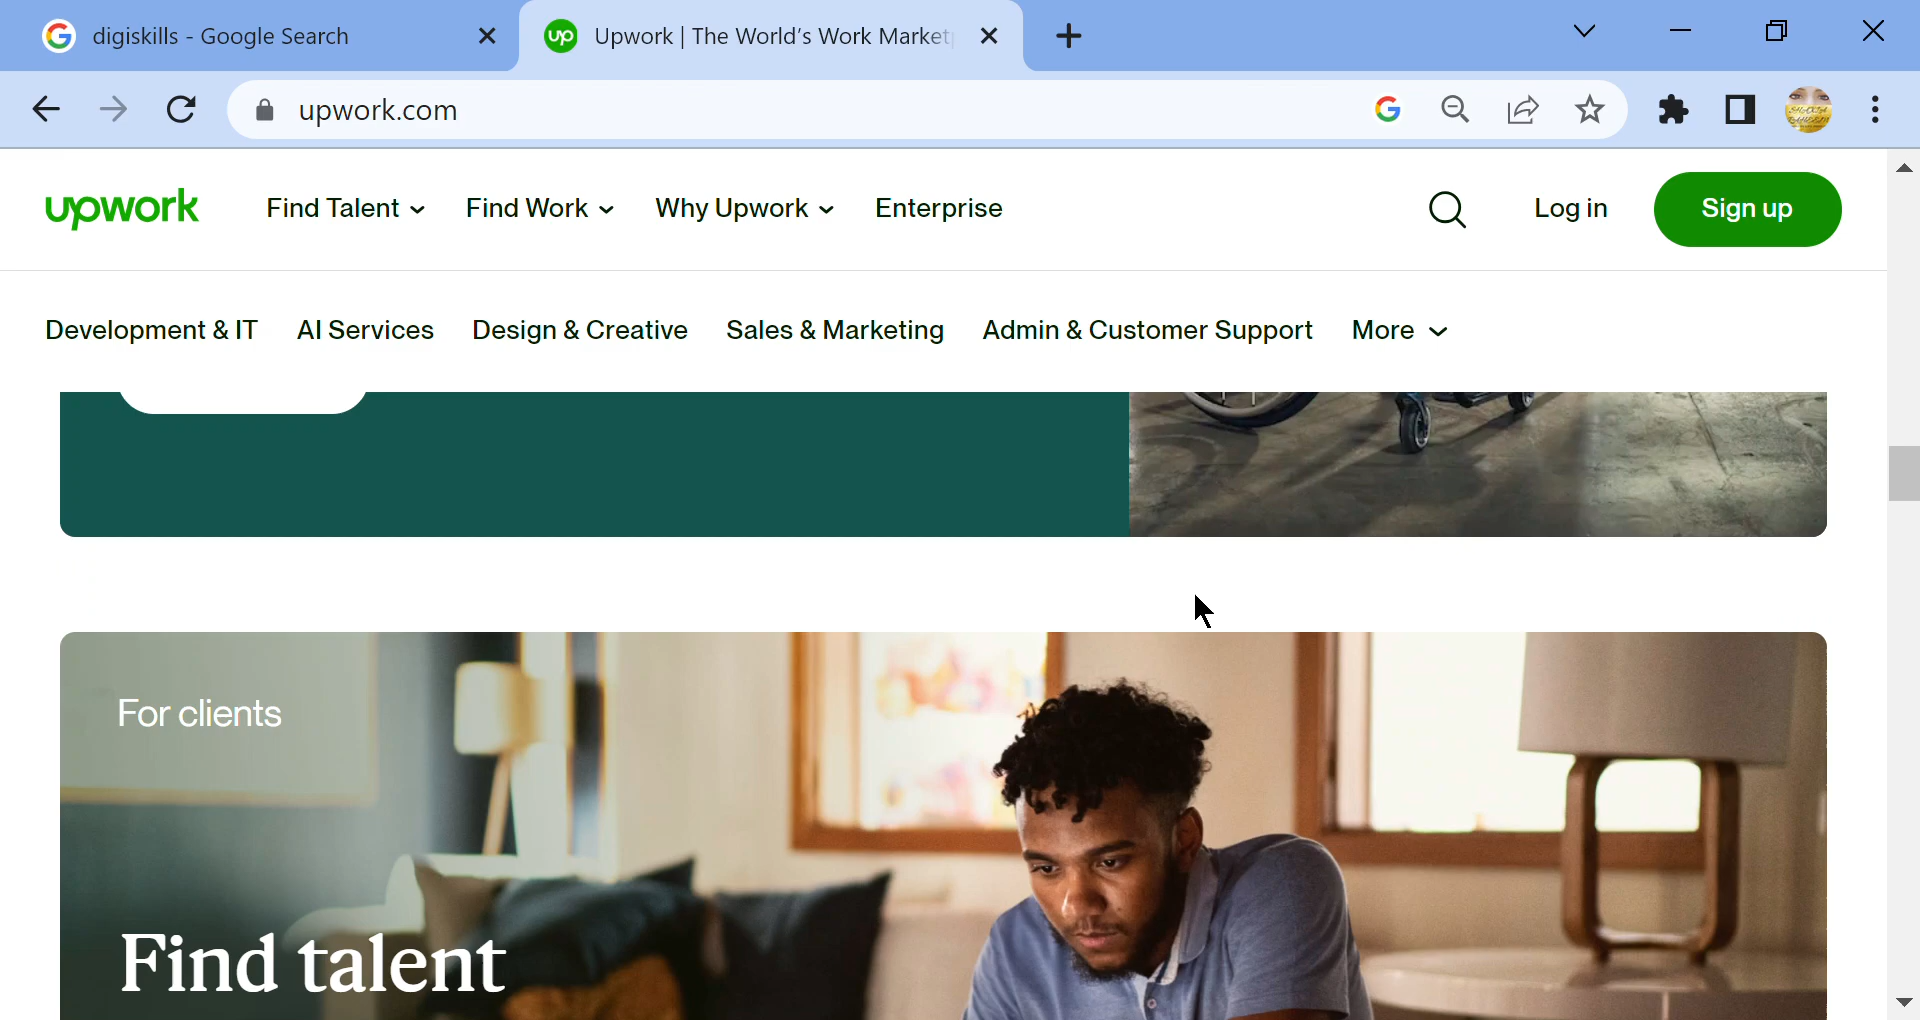 digiskills - Google Search
Upwork | The World's Work Market
upwork.com
upwork Find Talent Find Work Why Upwork Enterprise Log in Sign up
Development & IT AI Services Design & Creative Sales & Marketing Admin & Customer Support More
For clients
Find talent